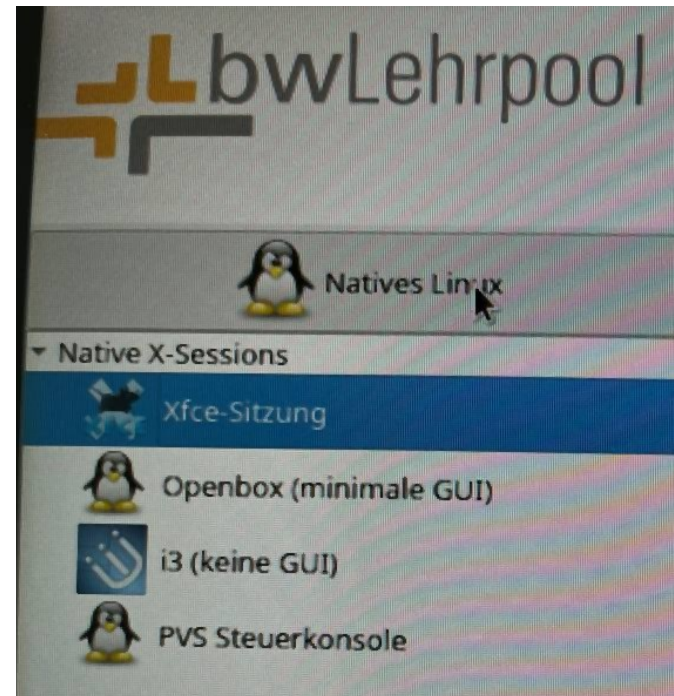 bwLehrpool
Natives Linux
Native X-Sessions
Xfce-Sitzung
Openbox (minimale GUI)
i3 (keine GUI)
PVS Steuerkonsole